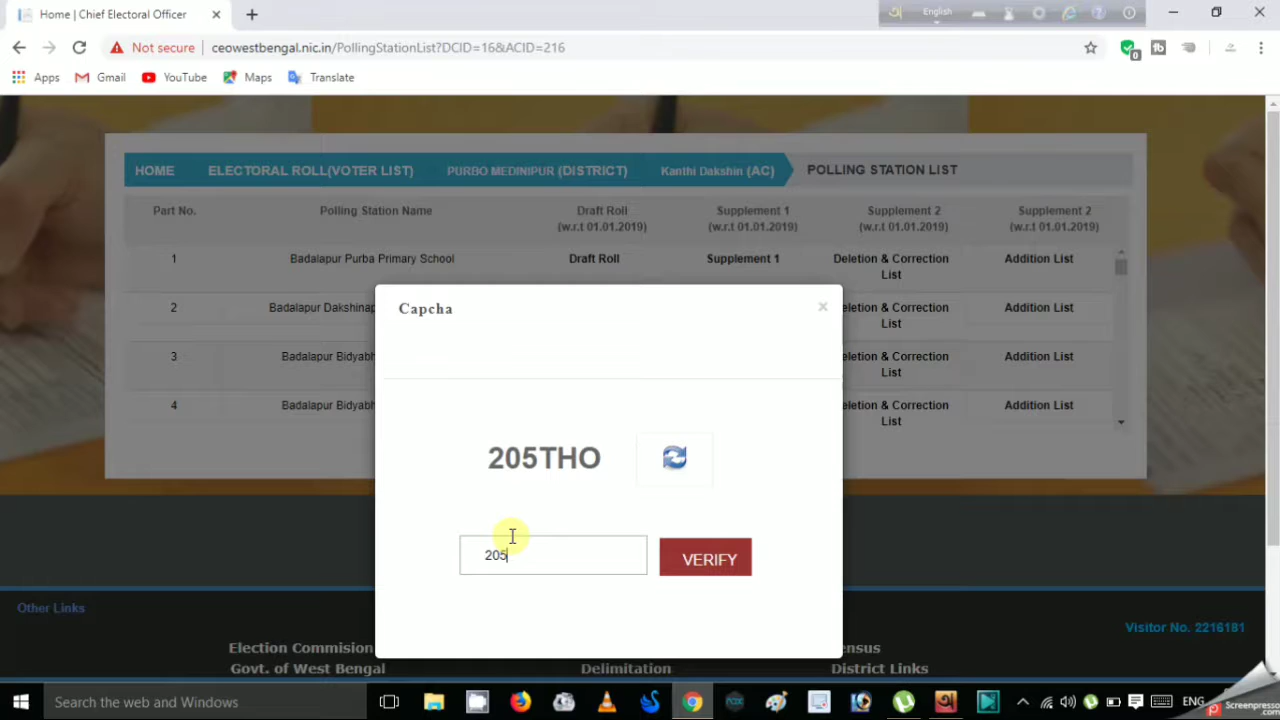 Home | Chief Electoral Officer
English
Not secure
ceowestbengal.nic.in/PollingStationList?DCID=16&ACID=216
0
Apps Gmail YouTube Maps Translate
HOME ELECTORAL ROLL(VOTER LIST) PURBO MEDINIPUR (DISTRICT) Kanthi Dakshin (AC) POLLING STATION LIST
Part No. Polling Station Name Draft Roll Supplement 1 Supplement 2 Supplement 2
(w.r.t 01.01.2019) (w.r.t 01.01.2019) (w.r.t 01.01.2019) (w.r.t 01.01.2019)
1 Badalapur Purba Primary School Draft Roll Supplement 1 Deletion & Correction Addition List
List
2 Badalapur Dakshinap eletion & Correction Addition List
List
3 Badalapur Bidyabh eletion & Correction Addition List
List
4 Badalapur Bidyabh eletion & Correction Addition List
List
Capcha ×
205THO
205 VERIFY
Other Links
Visitor No. 2216181
Election Commision ensus
Govt. of West Bengal Delimitation District Links
Search the web and Windows
ENG
Screenpresso
.com